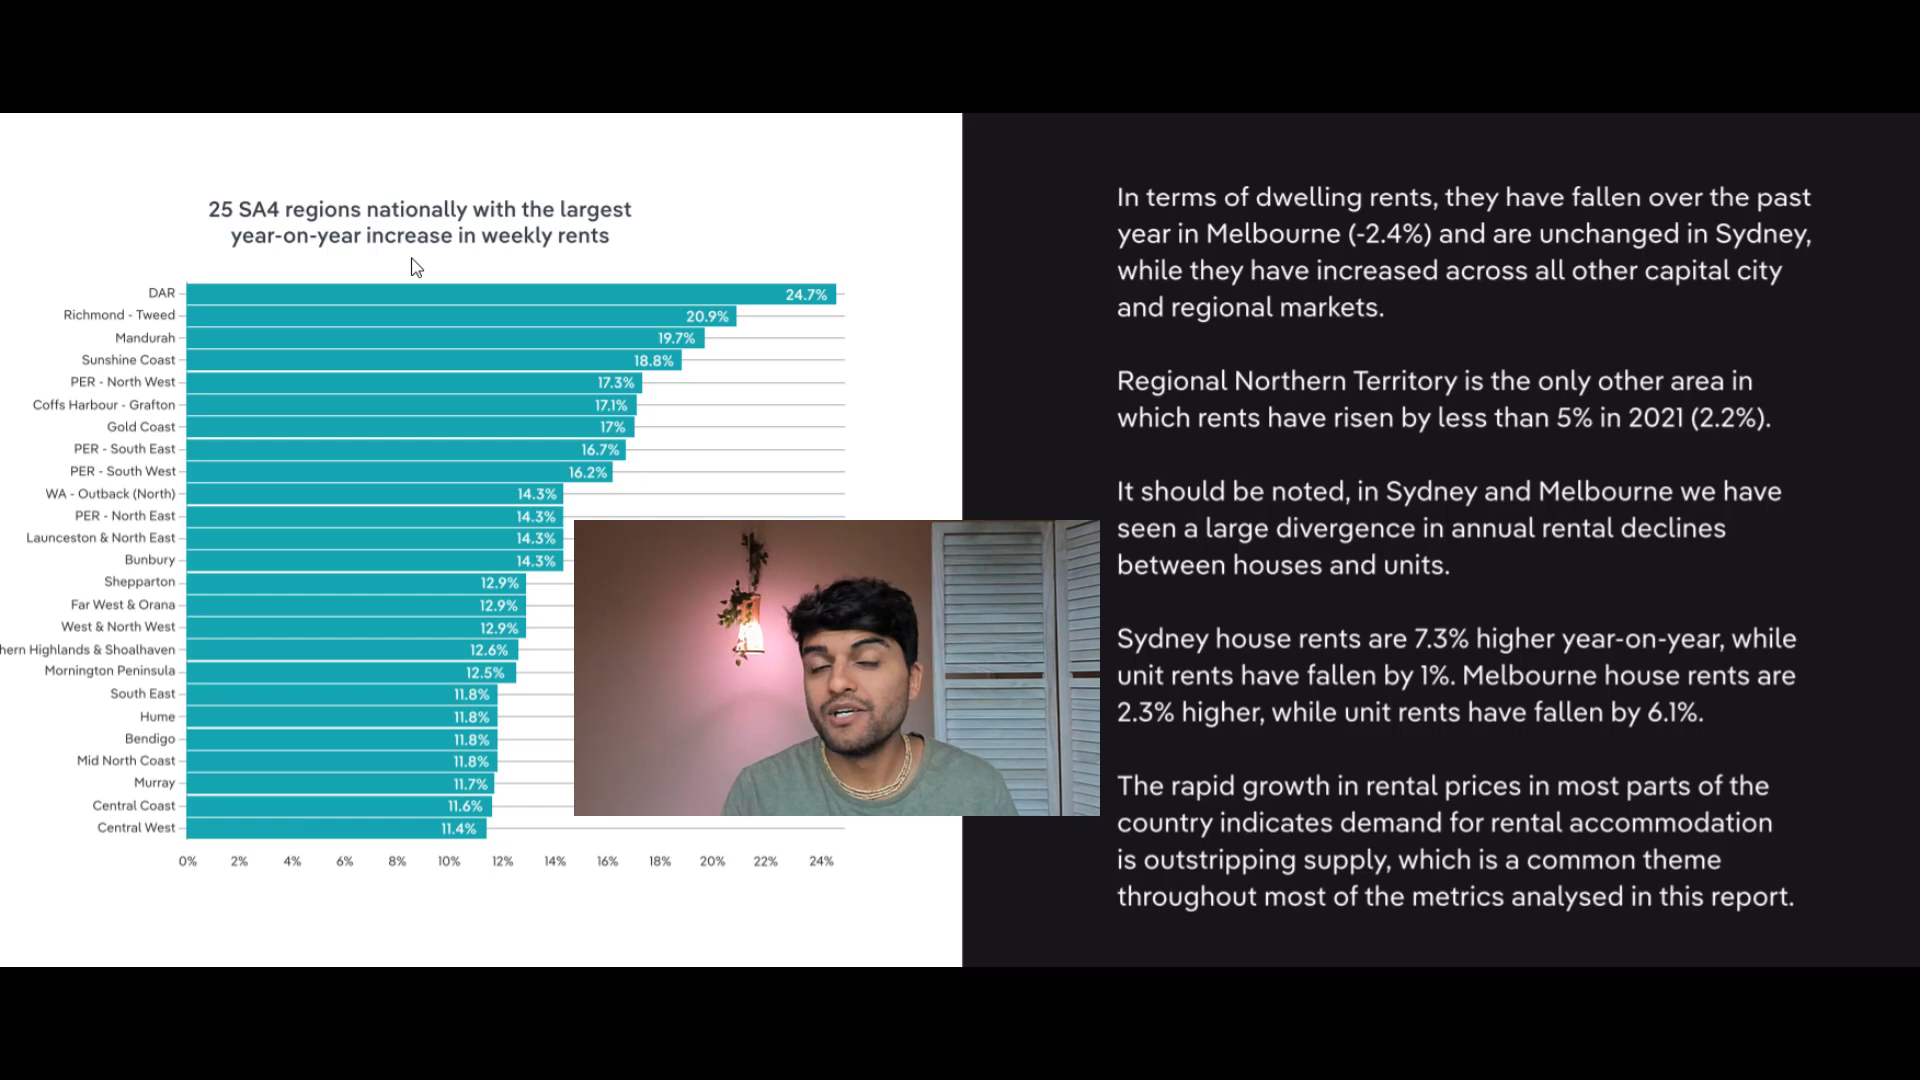 25 SA4 regions nationally with the largest
year-on-year increase in weekly rents
DAR 24.7%
Richmond - Tweed 20.9%
Mandurah 19.7%
Sunshine Coast 18.8%
PER - North West 17.3%
Coffs Harbour - Grafton 17.1%
Gold Coast 17%
PER - South East 16.7%
PER - South West 16.2%
WA - Outback (North) 14.3%
PER - North East 14.3%
Launceston & North East 14.3%
Bunbury 14.3%
Shepparton 12.9%
Far West & Orana 12.9%
West & North West 12.9%
hern Highlands & Shoalhaven 12.6%
Mornington Peninsula 12.5%
South East 11.8%
Hume 11.8%
Bendigo 11.8%
Mid North Coast 11.8%
Murray 11.7%
Central Coast 11.6%
Central West 11.4%
0% 2% 4% 6% 8% 10% 12% 14% 16% 18% 20% 22% 24%
In terms of dwelling rents, they have fallen over the past
year in Melbourne (-2.4%) and are unchanged in Sydney,
while they have increased across all other capital city
and regional markets.
Regional Northern Territory is the only other area in
which rents have risen by less than 5% in 2021 (2.2%).
It should be noted, in Sydney and Melbourne we have
seen a large divergence in annual rental declines
between houses and units.
Sydney house rents are 7.3% higher year-on-year, while
unit rents have fallen by 1%. Melbourne house rents are
2.3% higher, while unit rents have fallen by 6.1%.
The rapid growth in rental prices in most parts of the
country indicates demand for rental accommodation
is outstripping supply, which is a common theme
throughout most of the metrics analysed in this report.